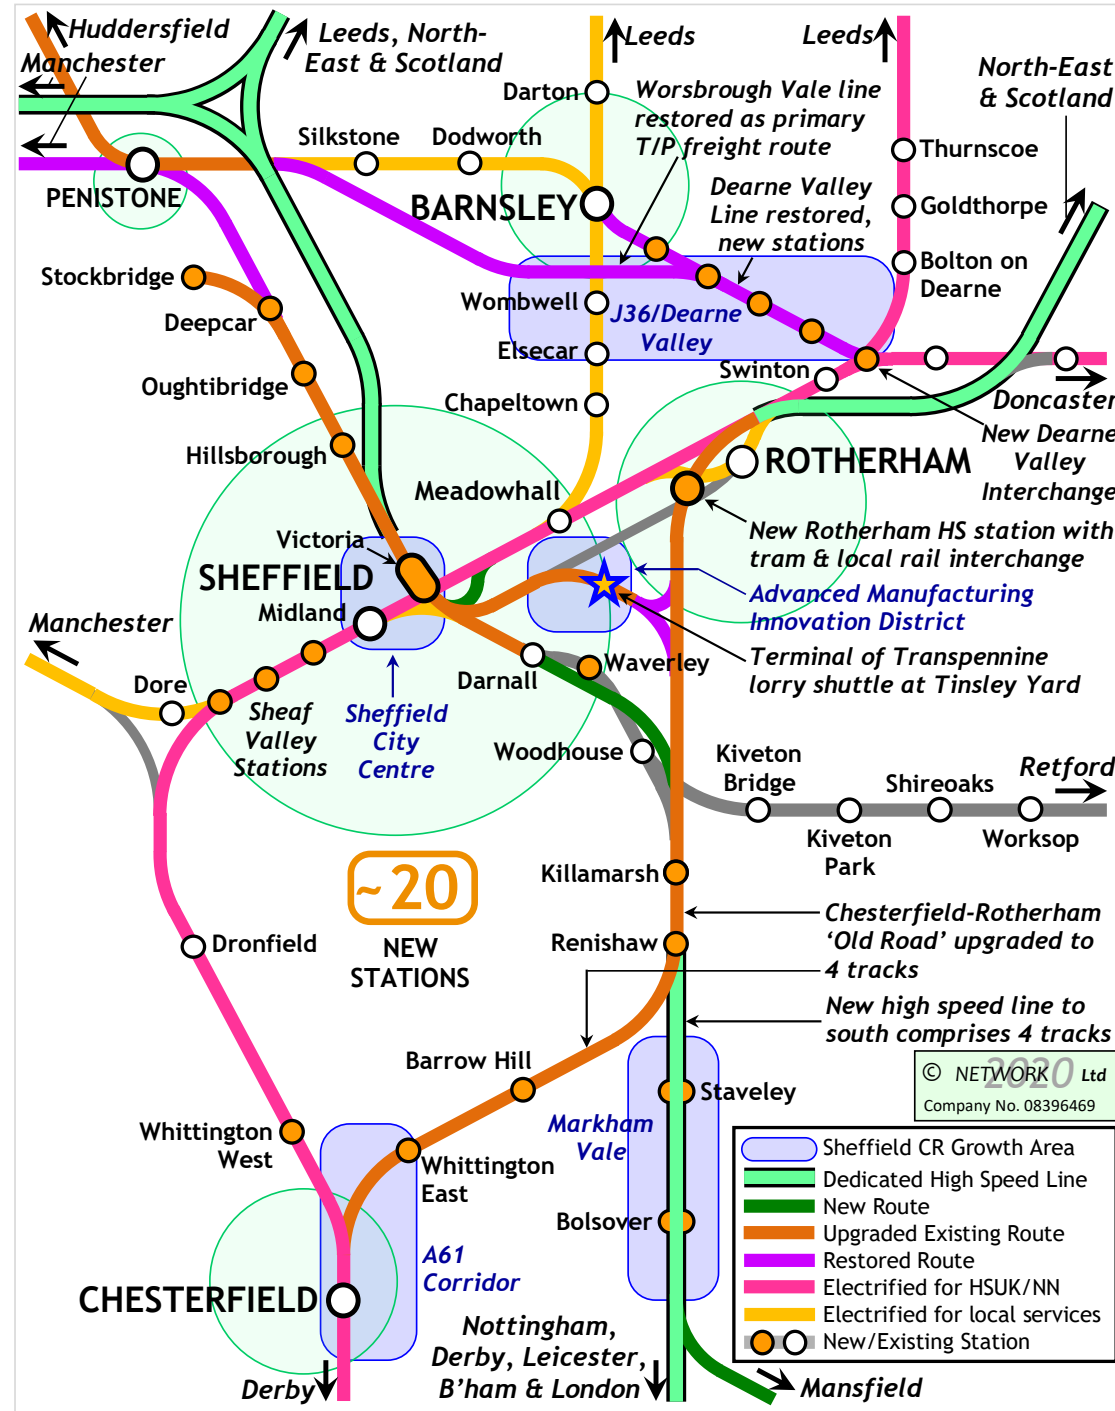 Huddersfield
Manchester
Leeds, North-
East & Scotland
Leeds
Leeds
North-East
& Scotland
Darton
Worsbrough Vale line
restored as primary
T/P freight route
Silkstone
Dodworth
Thurnscoe
PENISTONE
BARNSLEY
Dearne Valley
Line restored,
new stations
Goldthorpe
Stockbridge
Bolton on
Dearne
Deepcar
Wombwell
J36/Dearne
Valley
Elsecar
Swinton
Oughtibridge
Doncaster
Chapeltown
New Dearne
Valley
Interchange
Hillsborough
ROTHERHAM
Meadowhall
New Rotherham HS station with
tram & local rail interchange
Victoria
SHEFFIELD
Midland
Advanced Manufacturing
Innovation District
Manchester
Waverley
Terminal of Transpennine
lorry shuttle at Tinsley Yard
Darnall
Dore
Sheaf
Valley
Stations
Sheffield
City
Centre
Woodhouse
Kiveton
Bridge
Shireoaks
Retford
Kiveton
Park
Worksop
~20
NEW
STATIONS
Killamarsh
Chesterfield-Rotherham
‘Old Road’ upgraded to
4 tracks
Dronfield
Renishaw
New high speed line to
south comprises 4 tracks
Barrow Hill
© NETWORK 2020 Ltd
Company No. 08396469
Staveley
Markham
Vale
Whittington
West
Whittington
East
Bolsover
A61
Corridor
CHESTERFIELD
Nottingham,
Derby, Leicester,
B’ham & London
Derby
Mansfield
Sheffield CR Growth Area
Dedicated High Speed Line
New Route
Upgraded Existing Route
Restored Route
Electrified for HSUK/NN
Electrified for local services
New/Existing Station